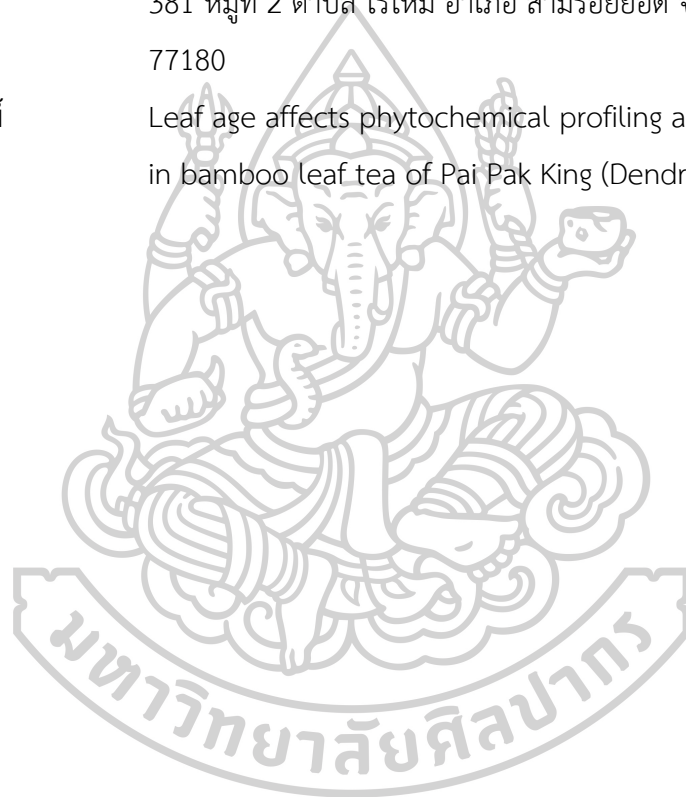 381 หมู่ที่ 2 ตำบล ไร่ใหม่ อำเภอ สามร้อยยอด
77180
Leaf age affects phytochemical profiling a
in bamboo leaf tea of Pai Pak King (Dendr
มหาวิทยาลัยศิลปากร